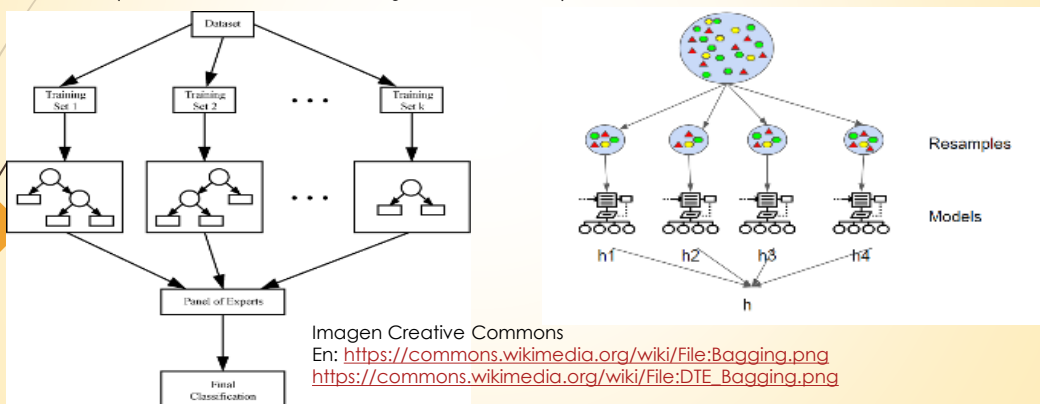 Dataset
Training
Set 1
Training
Set 2
. . .
Training
Set k
. . .
Panel of Experts
Final
Classification
Resamples
Models
h1 h2 h3 h4
h
Imagen Creative Commons
En: https://commons.wikimedia.org/wiki/File:Bagging.png
https://commons.wikimedia.org/wiki/File:DTE_Bagging.png